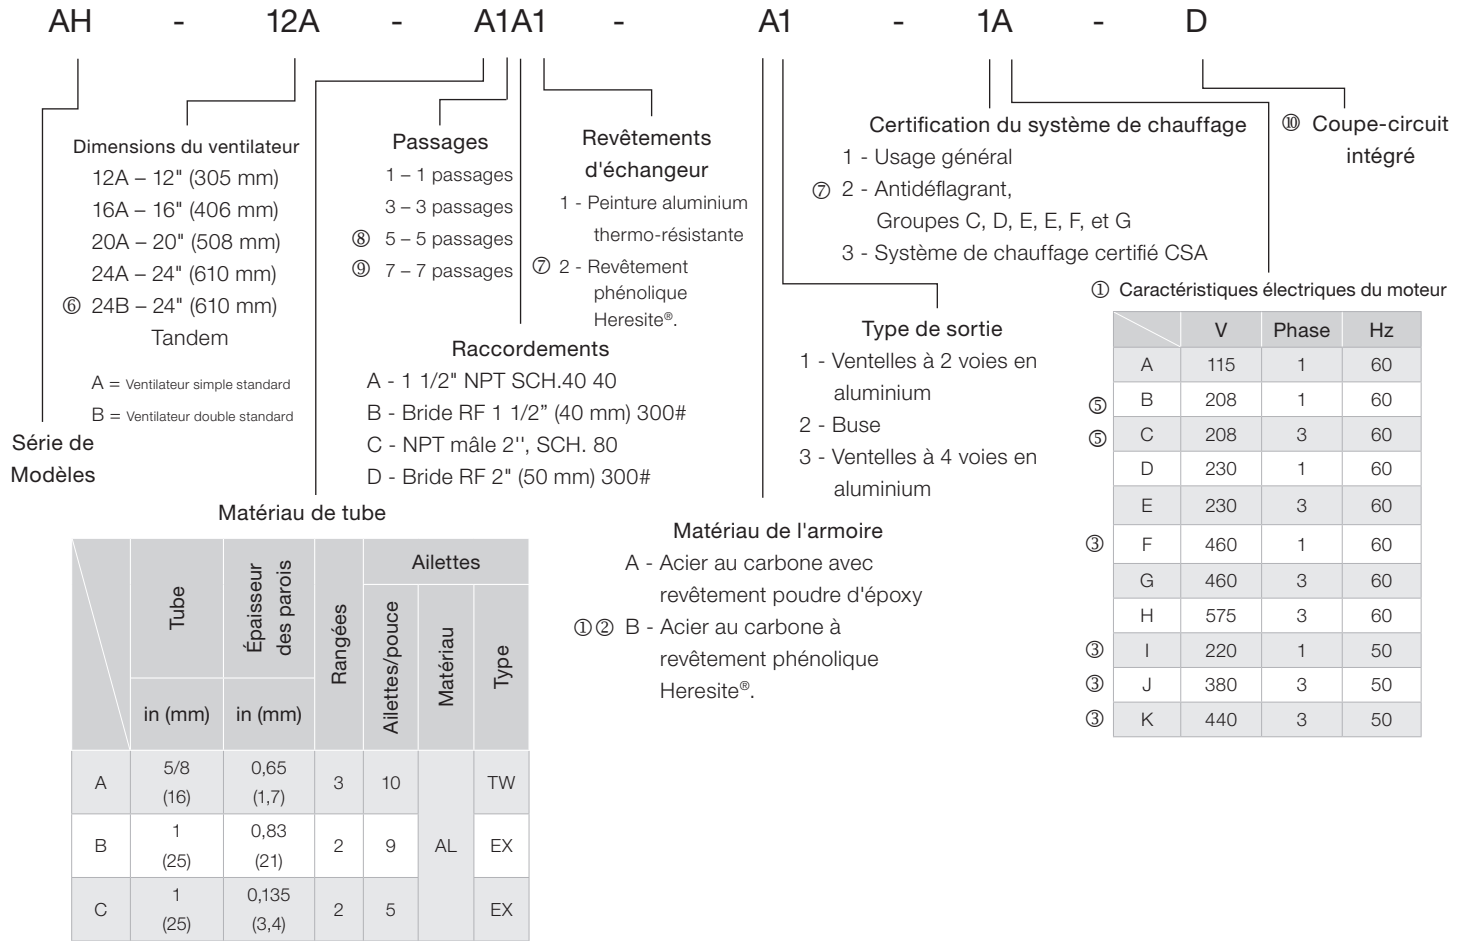 AH - 12A - A1A1 - A1 - 1A - D
Dimensions du ventilateur
12A – 12" (305 mm)
16A – 16" (406 mm)
20A – 20" (508 mm)
24A – 24" (610 mm)
⑥ 24B – 24" (610 mm)
Tandem
A = Ventilateur simple standard
B = Ventilateur double standard
Série de
Modèles
Passages
1 – 1 passages
3 – 3 passages
⑧ 5 – 5 passages
⑨ 7 – 7 passages
Revêtements
d'échangeur
1 - Peinture aluminium
thermo-résistante
⑦ 2 - Revêtement
phénolique
Heresite®.
Raccordements
A - 1 1/2" NPT SCH.40 40
B - Bride RF 1 1/2” (40 mm) 300#
C - NPT mâle 2'', SCH. 80
D - Bride RF 2" (50 mm) 300#
Certification du système de chauffage
1 - Usage général
⑦ 2 - Antidéflagrant,
Groupes C, D, E, E, F, et G
3 - Système de chauffage certifié CSA
⑩ Coupe-circuit
intégré
Type de sortie
1 - Ventelles à 2 voies en
aluminium
2 - Buse
3 - Ventelles à 4 voies en
aluminium
Matériau de l'armoire
A - Acier au carbone avec
revêtement poudre d'époxy
①② B - Acier au carbone à
revêtement phénolique
Heresite®.
① Caractéristiques électriques du moteur
V Phase Hz
A 115 1 60
⑤ B 208 1 60
⑤ C 208 3 60
D 230 1 60
E 230 3 60
③ F 460 1 60
G 460 3 60
H 575 3 60
③ I 220 1 50
③ J 380 3 50
③ K 440 3 50
Matériau de tube
Tube
Épaisseur
des parois
Rangées
Ailettes
Ailettes/pouce
Matériau
Type
in (mm) in (mm)
A 5/8 (16) 0,65 (1,7) 3 10 TW
B 1 (25) 0,83 (21) 2 9 AL EX
C 1 (25) 0,135 (3,4) 2 5 EX